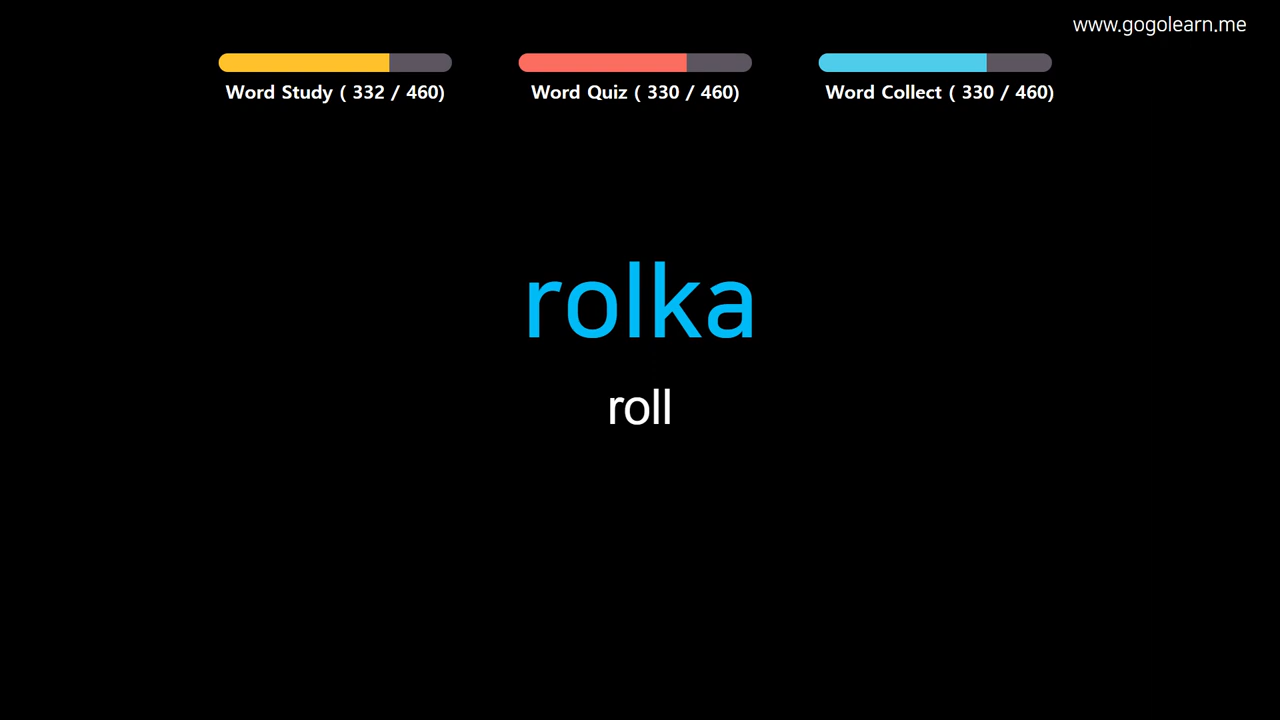 www.gogolearn.me
Word Study ( 332 / 460)
Word Quiz ( 330 / 460)
Word Collect ( 330 / 460)
rolka
roll